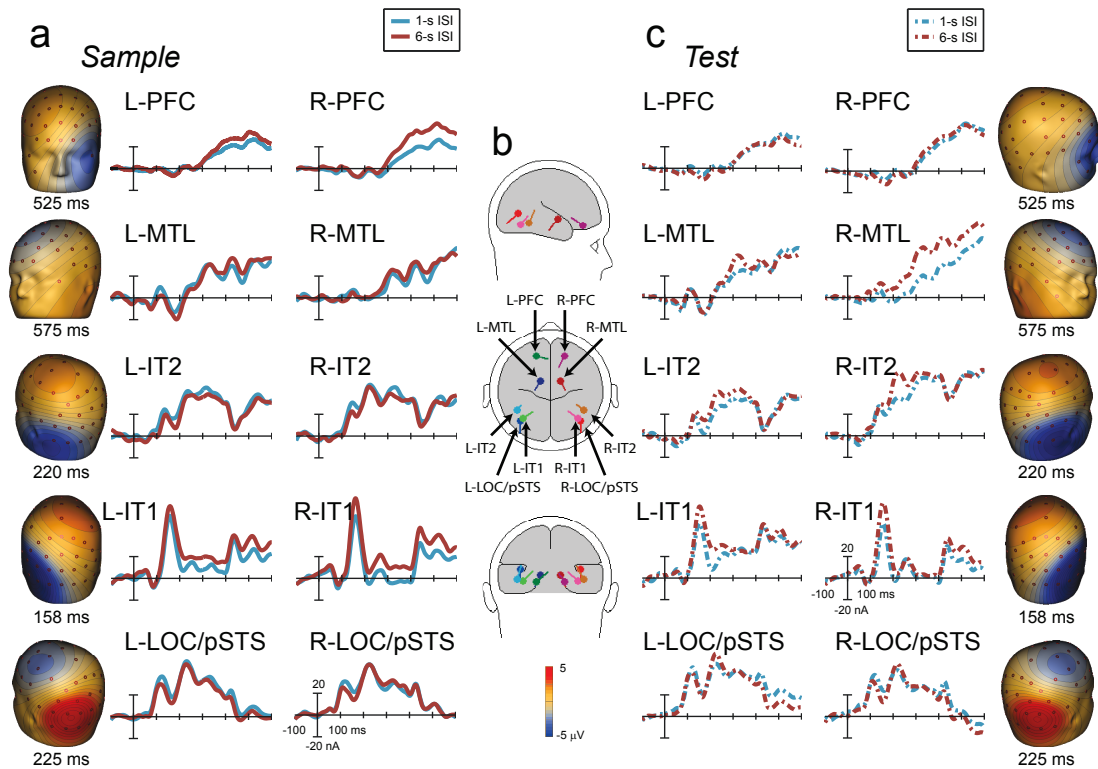 a
Sample
1-s ISI
6-s ISI
L-PFC
R-PFC
525 ms
L-MTL
R-MTL
575 ms
L-IT2
R-IT2
220 ms
L-IT1
R-IT1
158 ms
L-LOC/pSTS
R-LOC/pSTS
20
-100
100 ms
-20 nA
225 ms
b
L-PFC
R-PFC
L-MTL
R-MTL
L-IT2
R-IT2
L-IT1
R-IT1
L-LOC/pSTS
R-LOC/pSTS
5
-5 μV
c
Test
1-s ISI
6-s ISI
L-PFC
R-PFC
525 ms
L-MTL
R-MTL
575 ms
L-IT2
R-IT2
220 ms
L-IT1
R-IT1
20
-100
100 ms
-20 nA
158 ms
L-LOC/pSTS
R-LOC/pSTS
225 ms